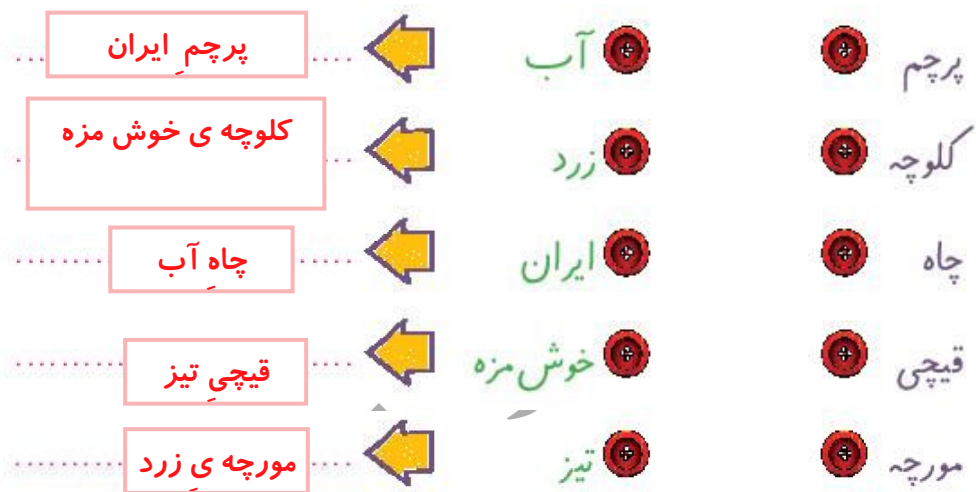 پرچم آب پرچمِ ایران
کلوچه زرد کلوچه ی خوش مزه
چاه ایران چاهِ آب
قیچی خوش مزه قیچیِ تیز
مورچه تیز مورچه ی زرد